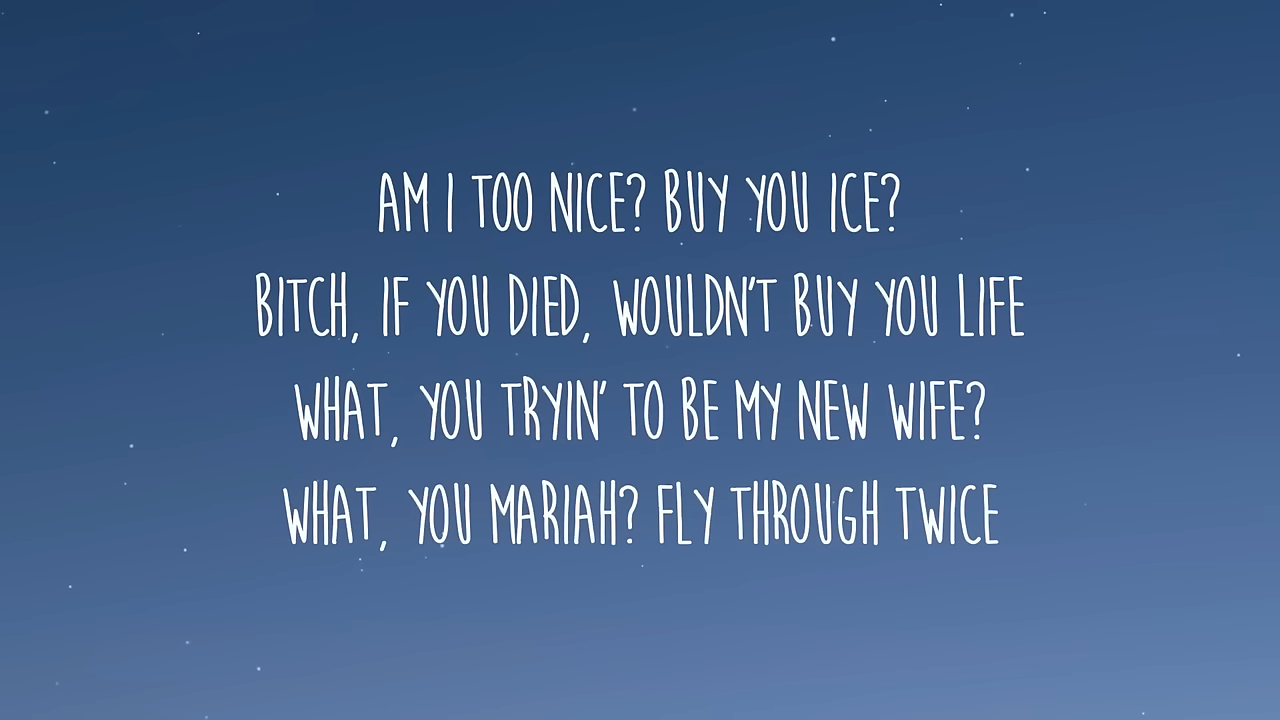 AM I TOO NICE? BUY YOU ICE?
BITCH, IF YOU DIED, WOULDN'T BUY YOU LIFE
WHAT, YOU TRYIN' TO BE MY NEW WIFE?
WHAT, YOU MARIAH? FLY THROUGH TWICE